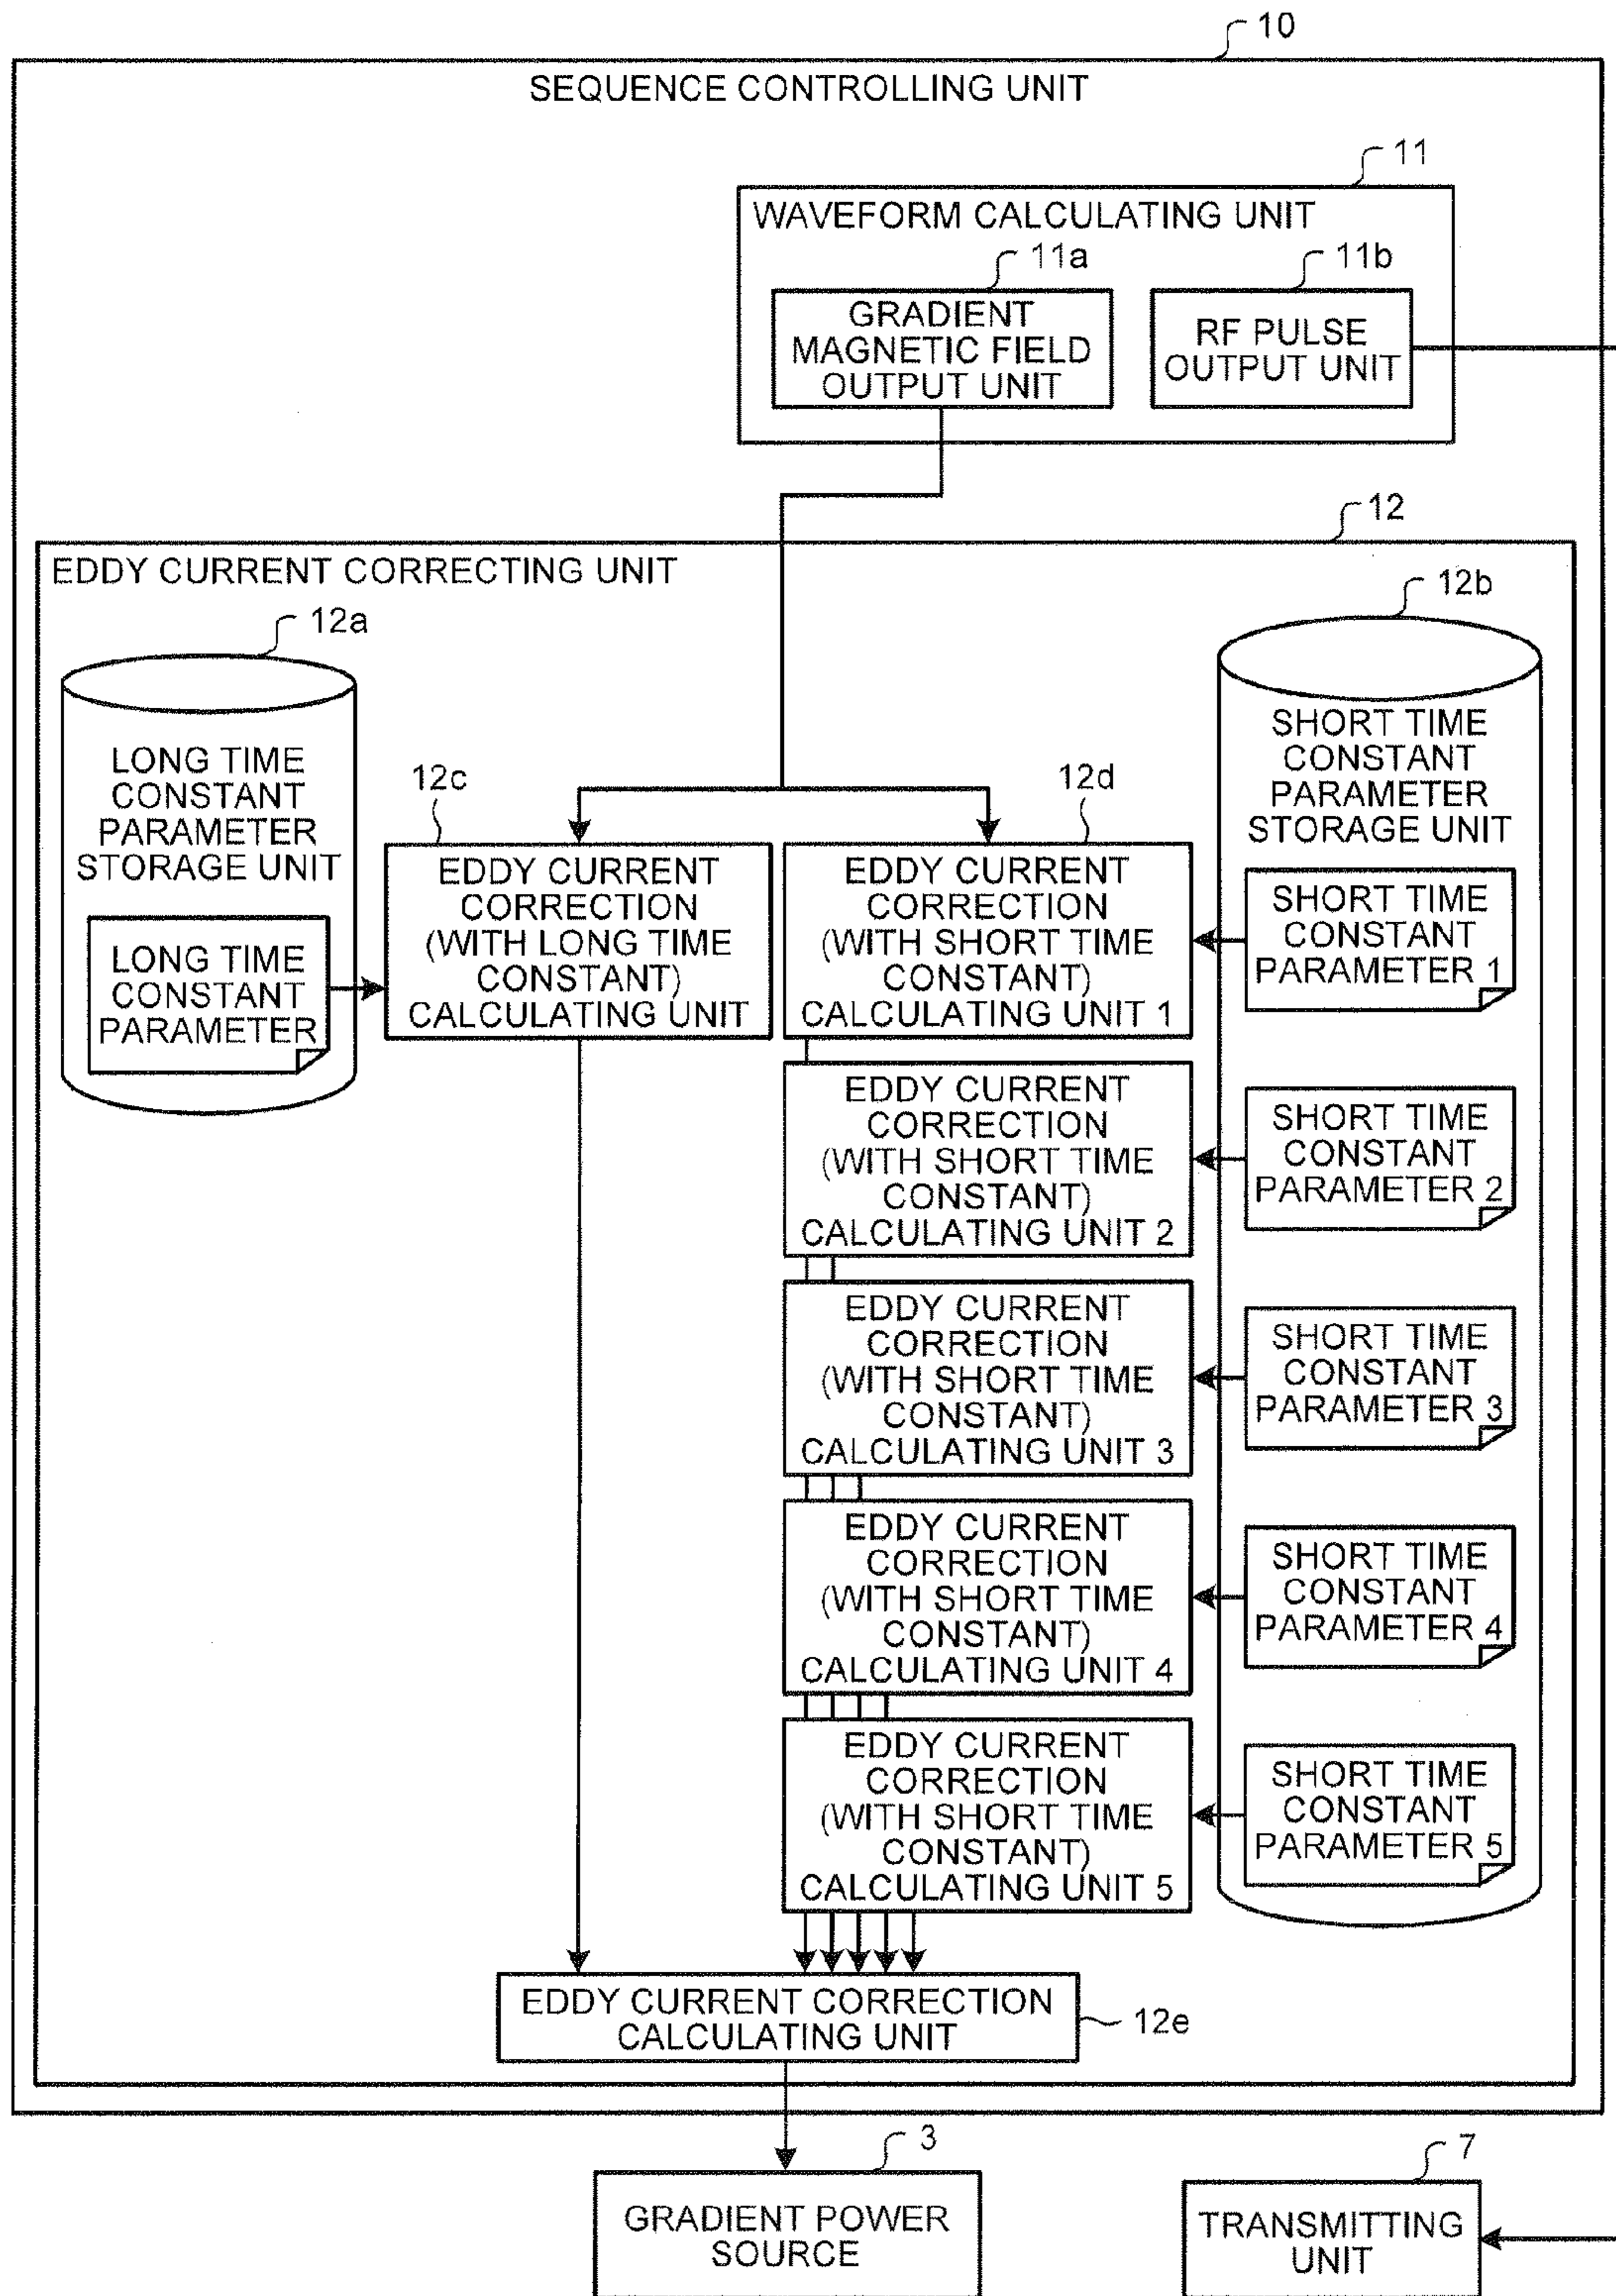 10
SEQUENCE CONTROLLING UNIT
11
WAVEFORM CALCULATING UNIT
11a
11b
GRADIENT
MAGNETIC FIELD
OUTPUT UNIT
RF PULSE
OUTPUT UNIT
12
EDDY CURRENT CORRECTING UNIT
12a
12b
LONG TIME
CONSTANT
PARAMETER
STORAGE UNIT
LONG TIME
CONSTANT
PARAMETER
12c
EDDY CURRENT
CORRECTION
(WITH LONG TIME
CONSTANT)
CALCULATING UNIT
12d
EDDY CURRENT
CORRECTION
(WITH SHORT TIME
CONSTANT)
CALCULATING UNIT 1
SHORT TIME
CONSTANT
PARAMETER
STORAGE UNIT
SHORT TIME
CONSTANT
PARAMETER 1
EDDY CURRENT
CORRECTION
(WITH SHORT TIME
CONSTANT)
CALCULATING UNIT 2
SHORT TIME
CONSTANT
PARAMETER 2
EDDY CURRENT
CORRECTION
(WITH SHORT TIME
CONSTANT)
CALCULATING UNIT 3
SHORT TIME
CONSTANT
PARAMETER 3
EDDY CURRENT
CORRECTION
(WITH SHORT TIME
CONSTANT)
CALCULATING UNIT 4
SHORT TIME
CONSTANT
PARAMETER 4
EDDY CURRENT
CORRECTION
(WITH SHORT TIME
CONSTANT)
CALCULATING UNIT 5
SHORT TIME
CONSTANT
PARAMETER 5
EDDY CURRENT CORRECTION
CALCULATING UNIT
12e
3
GRADIENT POWER
SOURCE
7
TRANSMITTING
UNIT